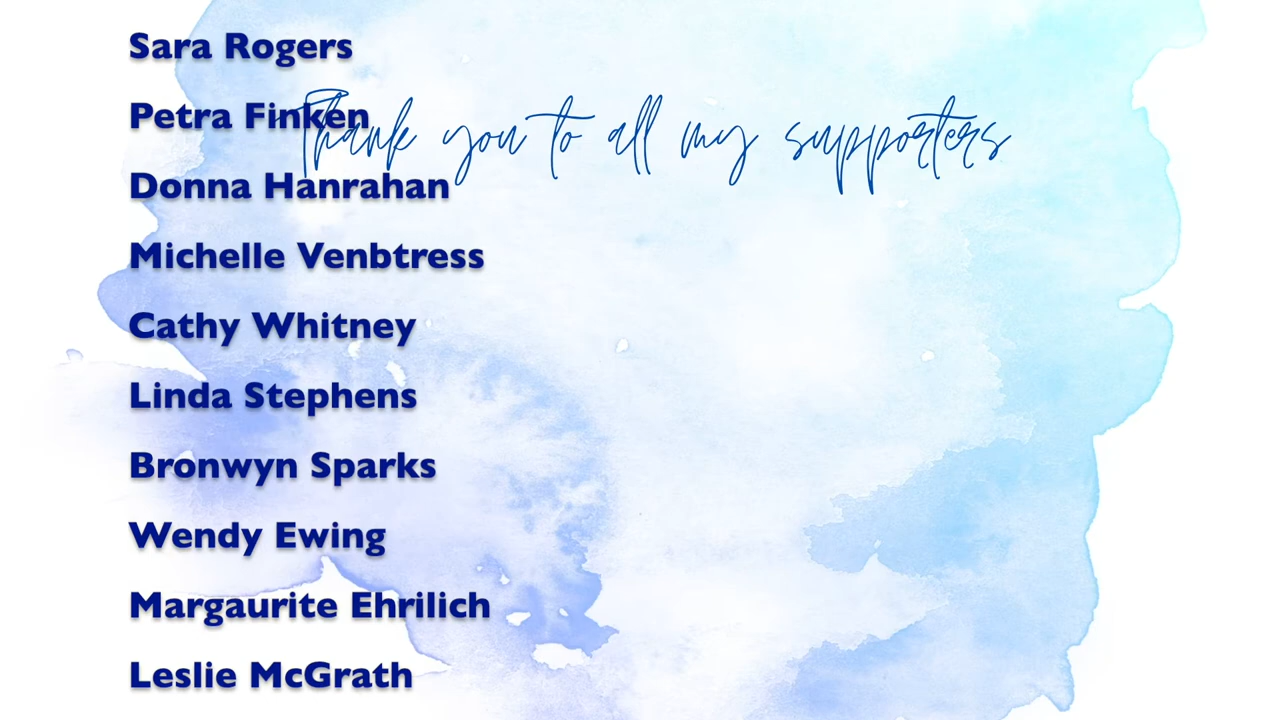 Sara Rogers
Petra Finken
Thank you to all my supporters
Donna Hanrahan
Michelle Venbtress
Cathy Whitney
Linda Stephens
Bronwyn Sparks
Wendy Ewing
Margaurite Ehrilich
Leslie McGrath